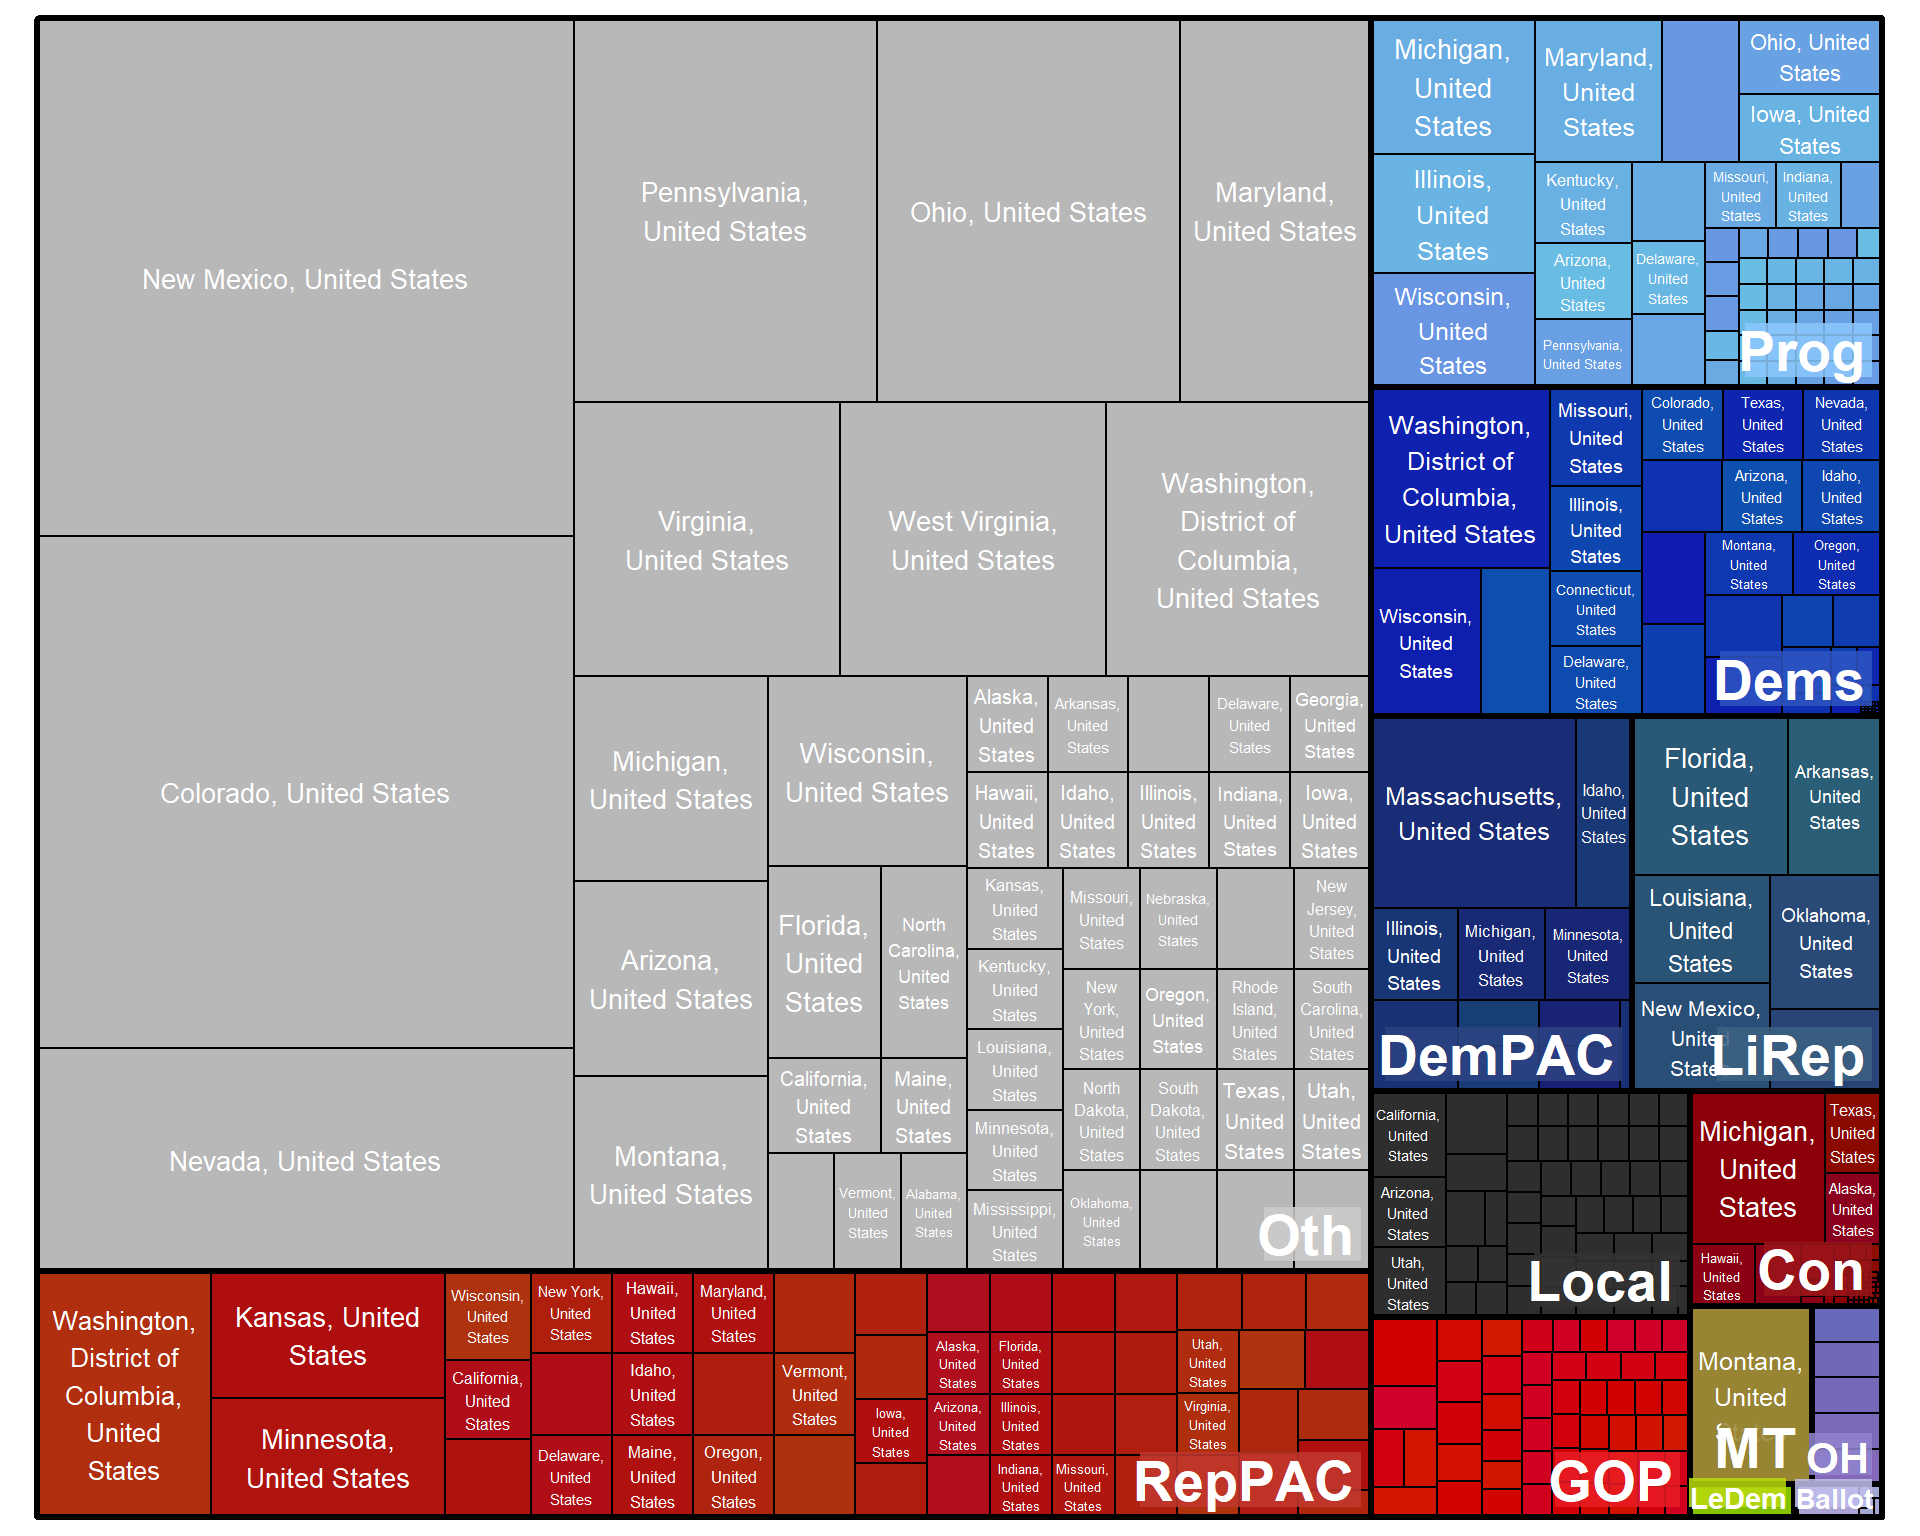 New Mexico, United States
Colorado, United States
Nevada, United States
Pennsylvania,
United States
Ohio, United States
Maryland,
United States
Virginia,
United States
West Virginia,
United States
Washington,
District of
Columbia,
United States
Michigan,
United States
Arizona,
United States
Montana,
United States
Wisconsin,
United States
Florida,
United
States
North
Carolina,
United
States
California,
United
States
Maine,
United
States
Vermont,
United
States
Alabama,
United
States
Alaska,
United
States
Arkansas,
United
States
Delaware,
United
States
Georgia,
United
States
Hawaii,
United
States
Idaho,
United
States
Illinois,
United
States
Indiana,
United
States
Iowa,
United
States
Kansas,
United
States
Kentucky,
United
States
Louisiana,
United
States
Minnesota,
United
States
Mississippi,
United
States
Missouri,
United
States
Nebraska,
United
States
New
Jersey,
United
States
New
York,
United
States
Oregon,
United
States
Rhode
Island,
United
States
South
Carolina,
United
States
North
Dakota,
United
States
South
Dakota,
United
States
Texas,
United
States
Utah,
United
States
Oklahoma,
United
States
Oth
Washington,
District of
Columbia,
United
States
Kansas, United
States
Minnesota,
United States
Wisconsin,
United
States
California,
United
States
New York,
United
States
Delaware,
United
States
Hawaii,
United
States
Idaho,
United
States
Maine,
United
States
Maryland,
United
States
Oregon,
United
States
Vermont,
United
States
Iowa,
United
States
Alaska,
United
States
Arizona,
United
States
Florida,
United
States
Illinois,
United
States
Indiana,
United
States
Missouri,
United
States
Utah,
United
States
Virginia,
United
States
RepPAC
Michigan,
United
States
Illinois,
United
States
Wisconsin,
United
States
Maryland,
United
States
Ohio, United
States
Iowa, United
States
Kentucky,
United
States
Arizona,
United
States
Pennsylvania,
United States
Delaware,
United
States
Missouri,
United
States
Indiana,
United
States
Prog
Washington,
District of
Columbia,
United States
Wisconsin,
United
States
Missouri,
United
States
Illinois,
United
States
Connecticut,
United
States
Delaware,
United
States
Colorado,
United
States
Texas,
United
States
Nevada,
United
States
Arizona,
United
States
Idaho,
United
States
Montana,
United
States
Oregon,
United
States
Dems
Massachusetts,
United States
Idaho,
United
States
Illinois,
United
States
Michigan,
United
States
Minnesota,
United
States
DemPAC
Florida,
United
States
Arkansas,
United
States
Louisiana,
United
States
Oklahoma,
United
States
New Mexico,
United
States
LiRep
California,
United
States
Arizona,
United
States
Utah,
United
States
Local
Michigan,
United
States
Texas,
United
States
Alaska,
United
States
Hawaii,
United
States
Con
GOP
Montana,
United
States
MT
OH
LeDem
Ballot